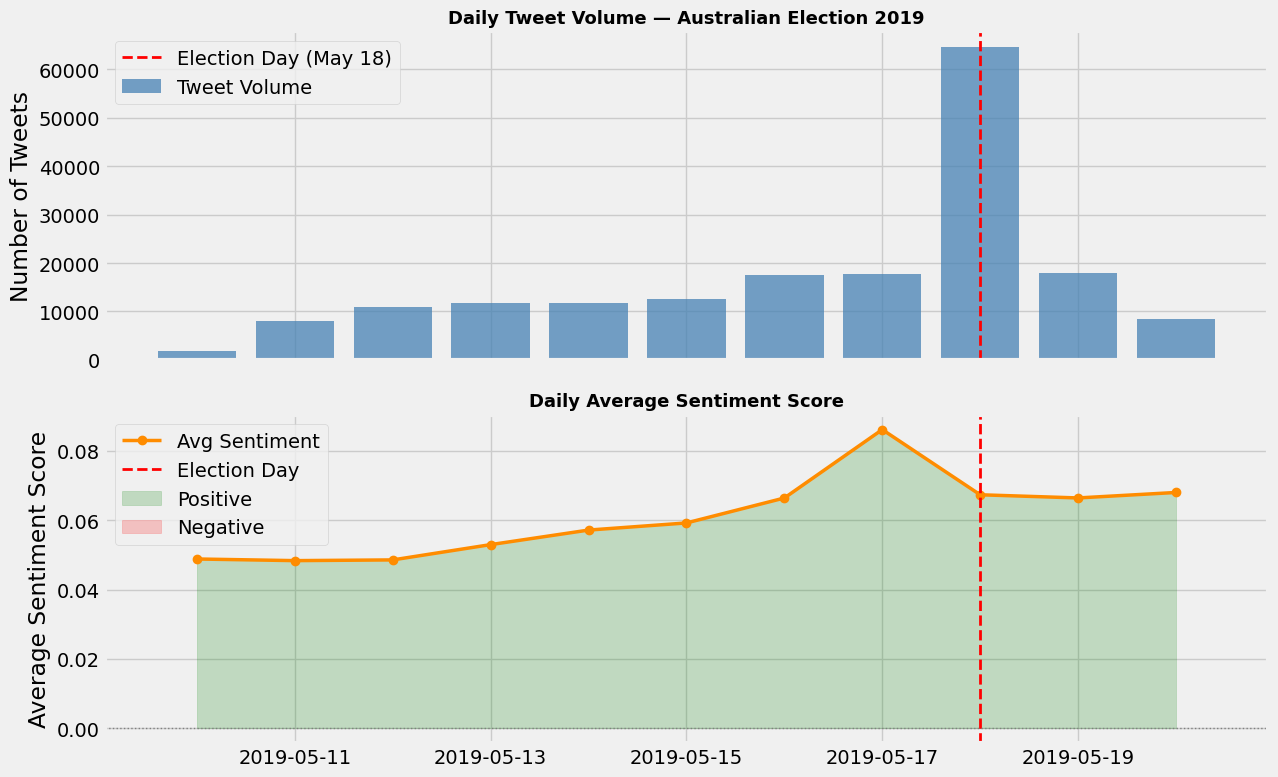 Daily Tweet Volume — Australian Election 2019
Election Day (May 18)
Tweet Volume
Number of Tweets
60000
50000
40000
30000
20000
10000
0
Daily Average Sentiment Score
Avg Sentiment
Election Day
Positive
Negative
Average Sentiment Score
0.08
0.06
0.04
0.02
0.00
2019-05-11
2019-05-13
2019-05-15
2019-05-17
2019-05-19